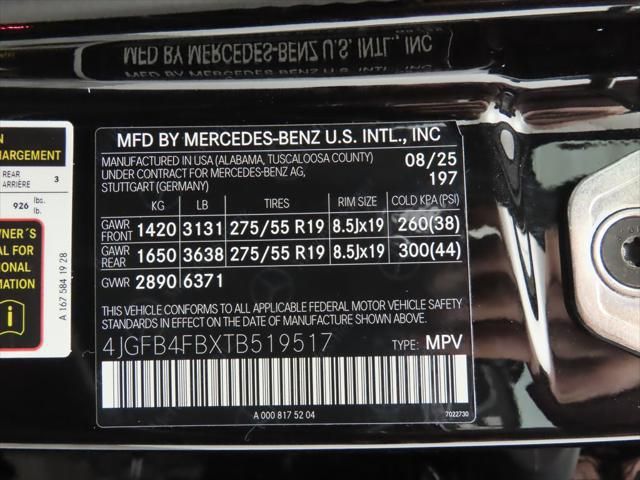 MFD BY MERCEDES-BENZ U.S. INTL., INC
MFD BY MERCEDES-BENZ U.S. INTL., INC
MANUFACTURED IN USA (ALABAMA, TUSCALOOSA COUNTY) 08/25
UNDER CONTRACT FOR MERCEDES-BENZ AG, 197
STUTTGART (GERMANY)
KG LB TIRES RIM SIZE COLD KPA (PSI)
GAWR FRONT 1420 3131 275/55 R19 8.5Jx19 260(38)
GAWR REAR 1650 3638 275/55 R19 8.5Jx19 300(44)
GVWR 2890 6371
THIS VEHICLE CONFORMS TO ALL APPLICABLE FEDERAL MOTOR VEHICLE SAFETY
STANDARDS IN EFFECT ON THE DATE OF MANUFACTURE SHOWN ABOVE.
4JGFB4FBXTB519517 TYPE: MPV
A 000 817 52 04 7022730
HARGEMENT
REAR
ARRIÈRE 3
926 lbs.
lb.
WNER´S
AL FOR
TIONAL
MATION
A 167 584 19 28